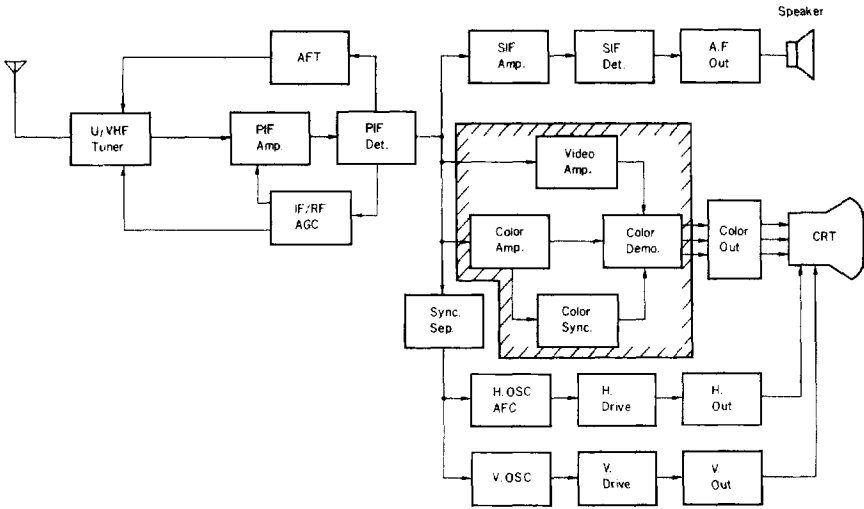 Speaker
AFT
SIF
Amp.
SIF
Det.
A.F
Out
U/VHF
Tuner
PIF
Amp.
PIF
Det.
Video
Amp.
IF/RF
AGC
Color
Amp.
Color
Demo.
Color
Out
CRT
Sync.
Sep.
Color
Sync.
H.OSC
AFC
H.
Drive
H.
Out
V.OSC
V.
Drive
V.
Out